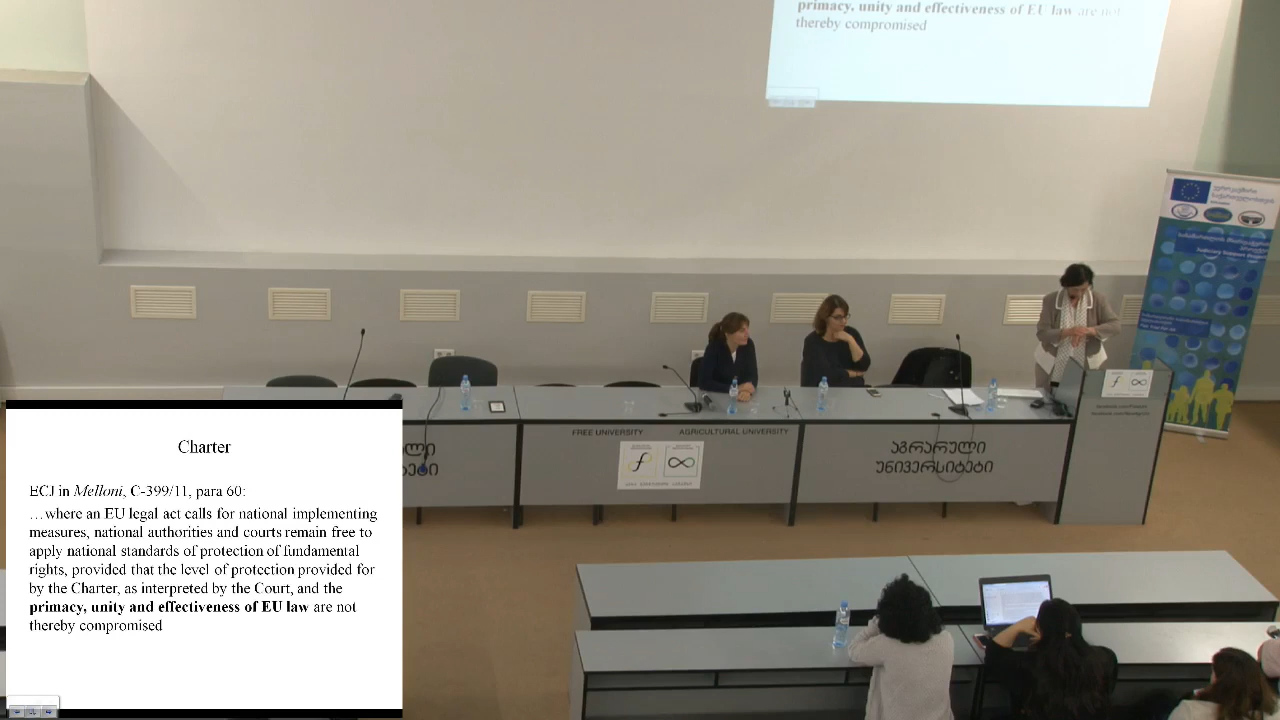 primacy, unity and effectiveness of EU law are not
thereby compromised
FREE UNIVERSITY
AGRICULTURAL UNIVERSITY
აგრარული
უნივერსიტეტი
Charter
ECJ in Melloni, C-399/11, para 60:
…where an EU legal act calls for national implementing
measures, national authorities and courts remain free to
apply national standards of protection of fundamental
rights, provided that the level of protection provided for
by the Charter, as interpreted by the Court, and the
primacy, unity and effectiveness of EU law are not
thereby compromised